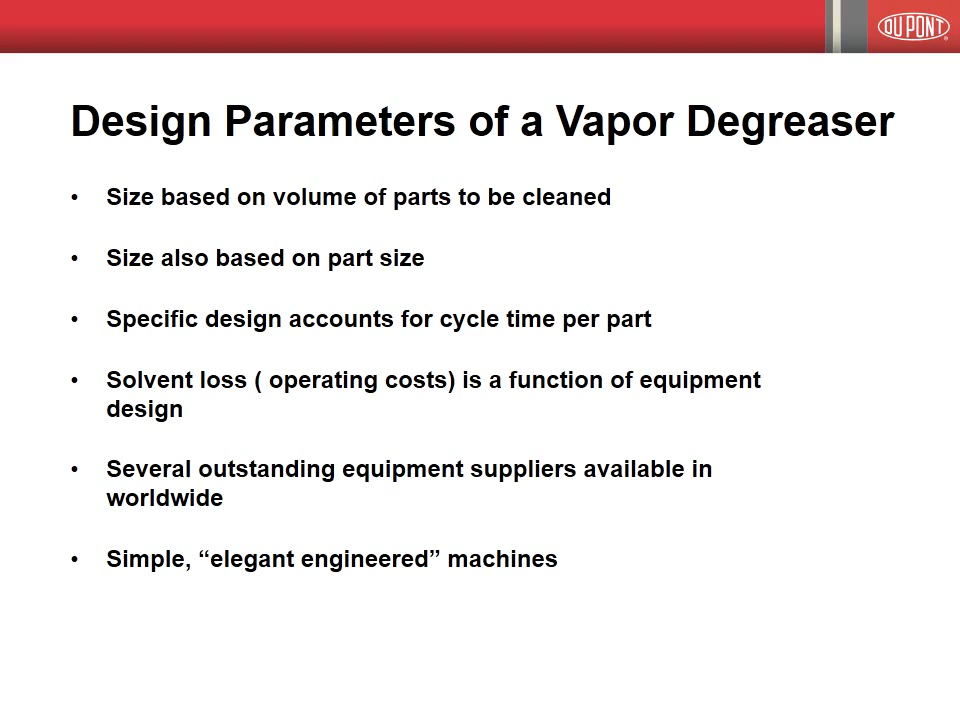 DU PONT®
Design Parameters of a Vapor Degreaser
• Size based on volume of parts to be cleaned
• Size also based on part size
• Specific design accounts for cycle time per part
• Solvent loss ( operating costs) is a function of equipment
design
• Several outstanding equipment suppliers available in
worldwide
• Simple, “elegant engineered” machines